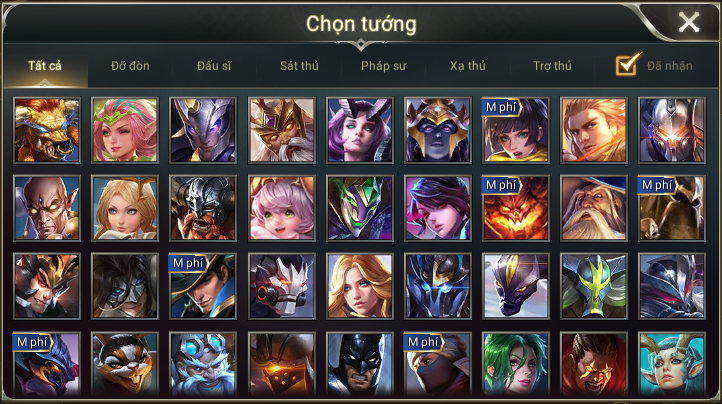 Chọn tướng
Tất cả Đỡ đòn Đấu sĩ Sát thủ Pháp sư Xạ thủ Trợ thủ Đã nhận
M phí
M phí M phí
M phí
M phí M phí